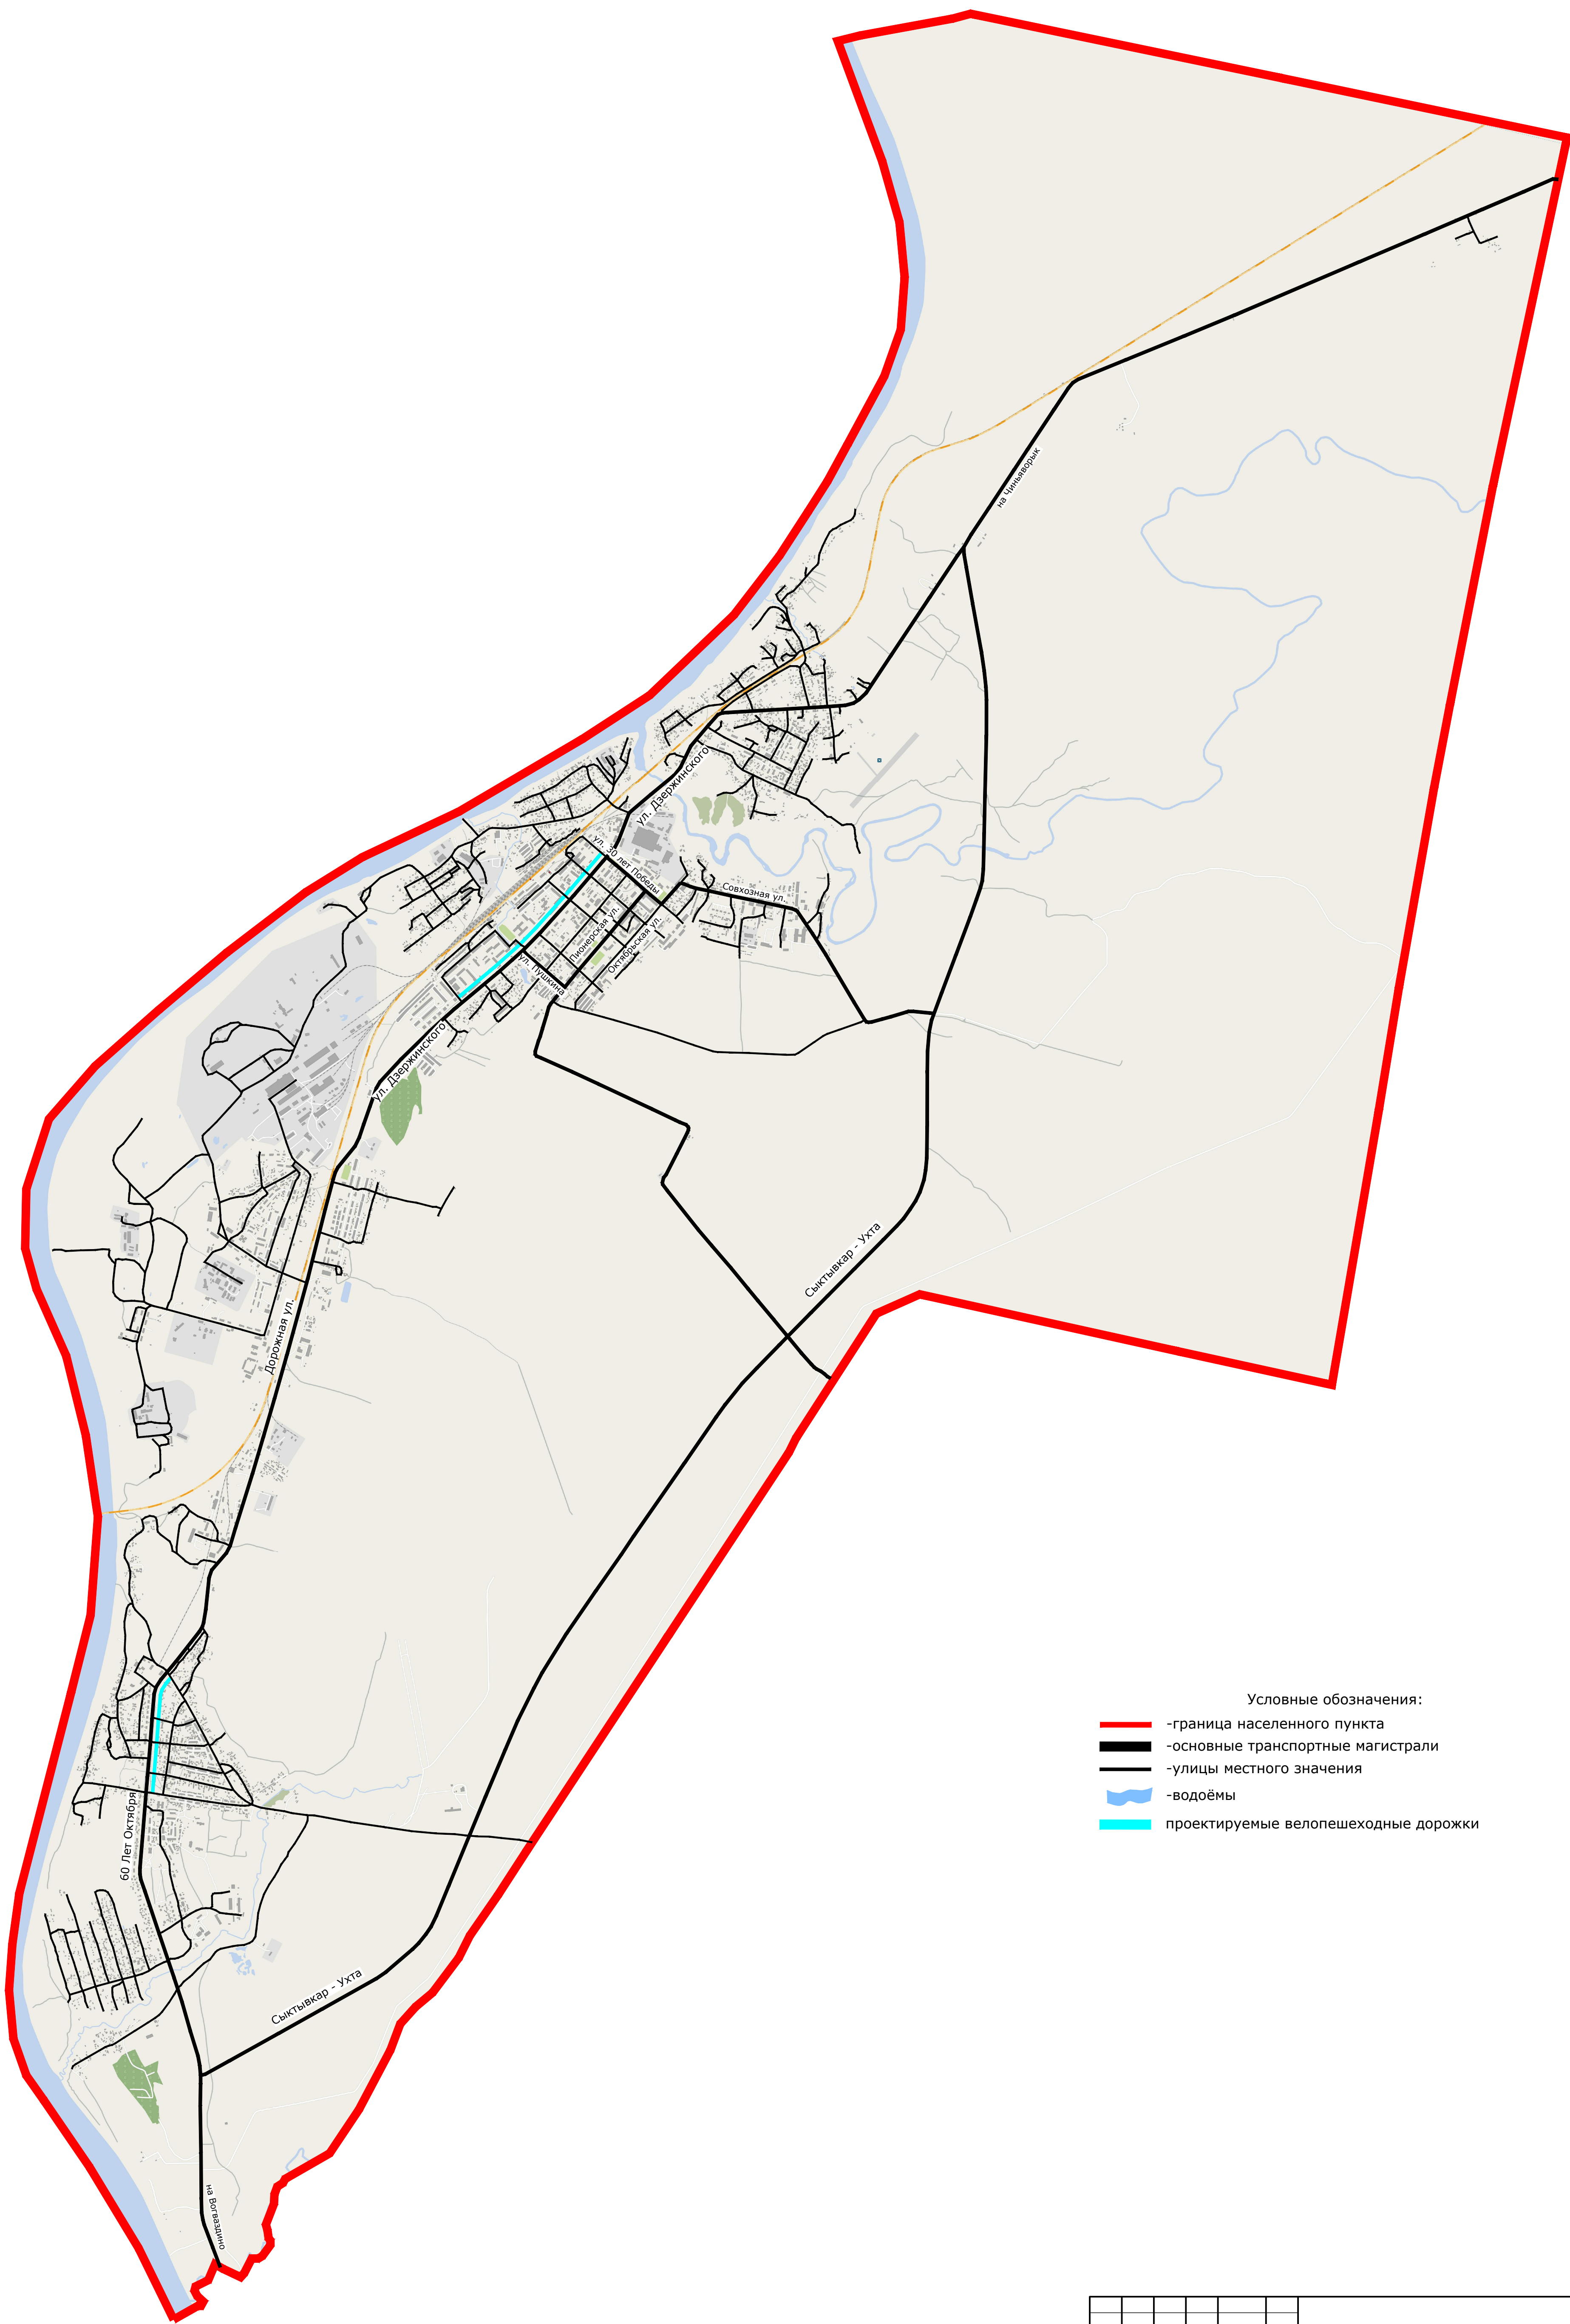 на Чиньяворык
ул. Дзержинского
ул. 30 лет Победы
Совхозная ул.
Пионерская ул.
Октябрьская ул.
ул. Пушкина
ул. Дзержинского
Сыктывкар - Ухта
Дорожная ул.
Условные обозначения:
-граница населенного пункта
-основные транспортные магистрали
-улицы местного значения
-водоёмы
проектируемые велопешеходные дорожки
60 Лет Октября
Сыктывкар - Ухта
на Вогваздино